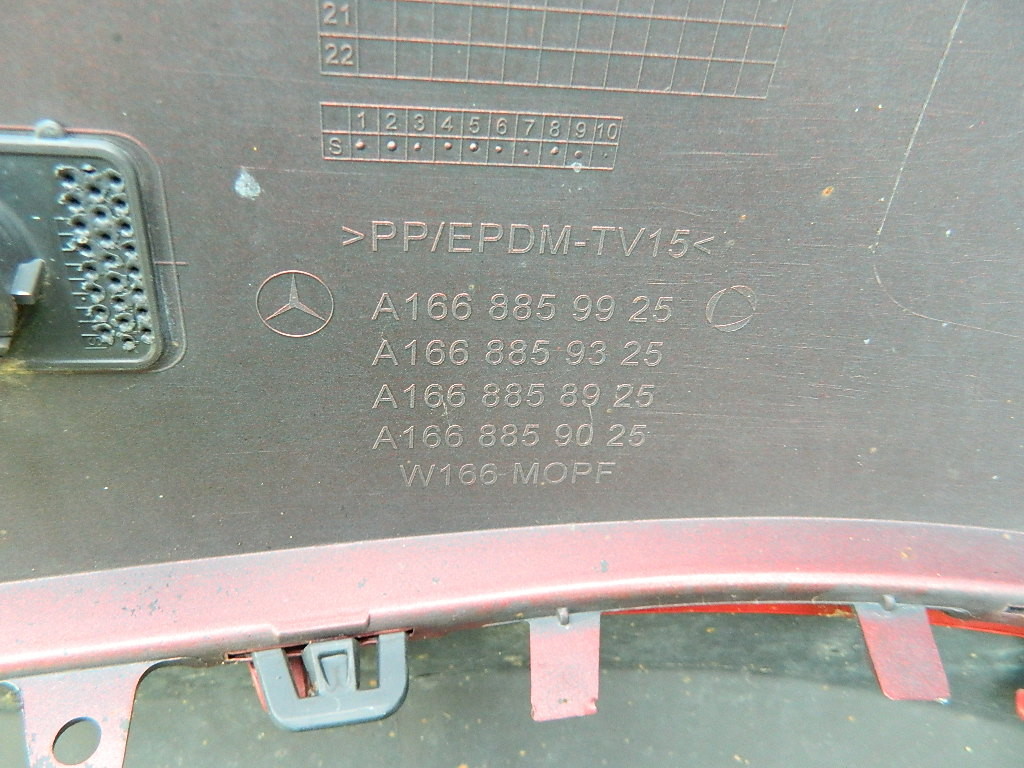 21
22
1 2 3 4 5 6 7 8 9 10
S
>PP/EPDM-TV15<
A166 885 99 25
A166 885 93 25
A166 885 89 25
A166 885 90 25
W166 MOPF